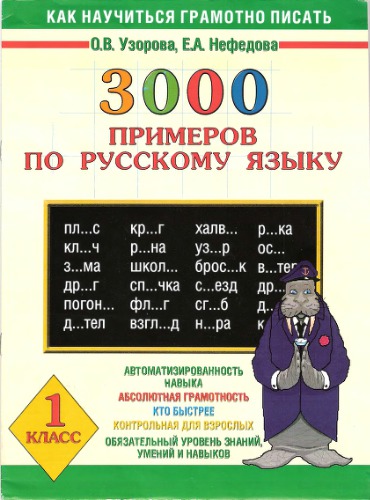 КАК НАУЧИТЬСЯ ГРАМОТНО ПИСАТЬ
О.В. Узорова, Е.А. Нефедова
3000
ПРИМЕРОВ
ПО РУССКОМУ ЯЗЫКУ
пл...с кр...г халв... р...ка
кл...ч р...на уз...р ос...
з...ма школ... брос...к в...тер
др...г сп...чка с...езд др...
погон... фл...г сг...б д...
д...тел взгл...д н...ра к
АВТОМАТИЗИРОВАННОСТЬ
НАВЫКА
АБСОЛЮТНАЯ ГРАМОТНОСТЬ
КТО БЫСТРЕЕ
КОНТРОЛЬНАЯ ДЛЯ ВЗРОСЛЫХ
ОБЯЗАТЕЛЬНЫЙ УРОВЕНЬ ЗНАНИЙ,
УМЕНИЙ И НАВЫКОВ
1
КЛАСС